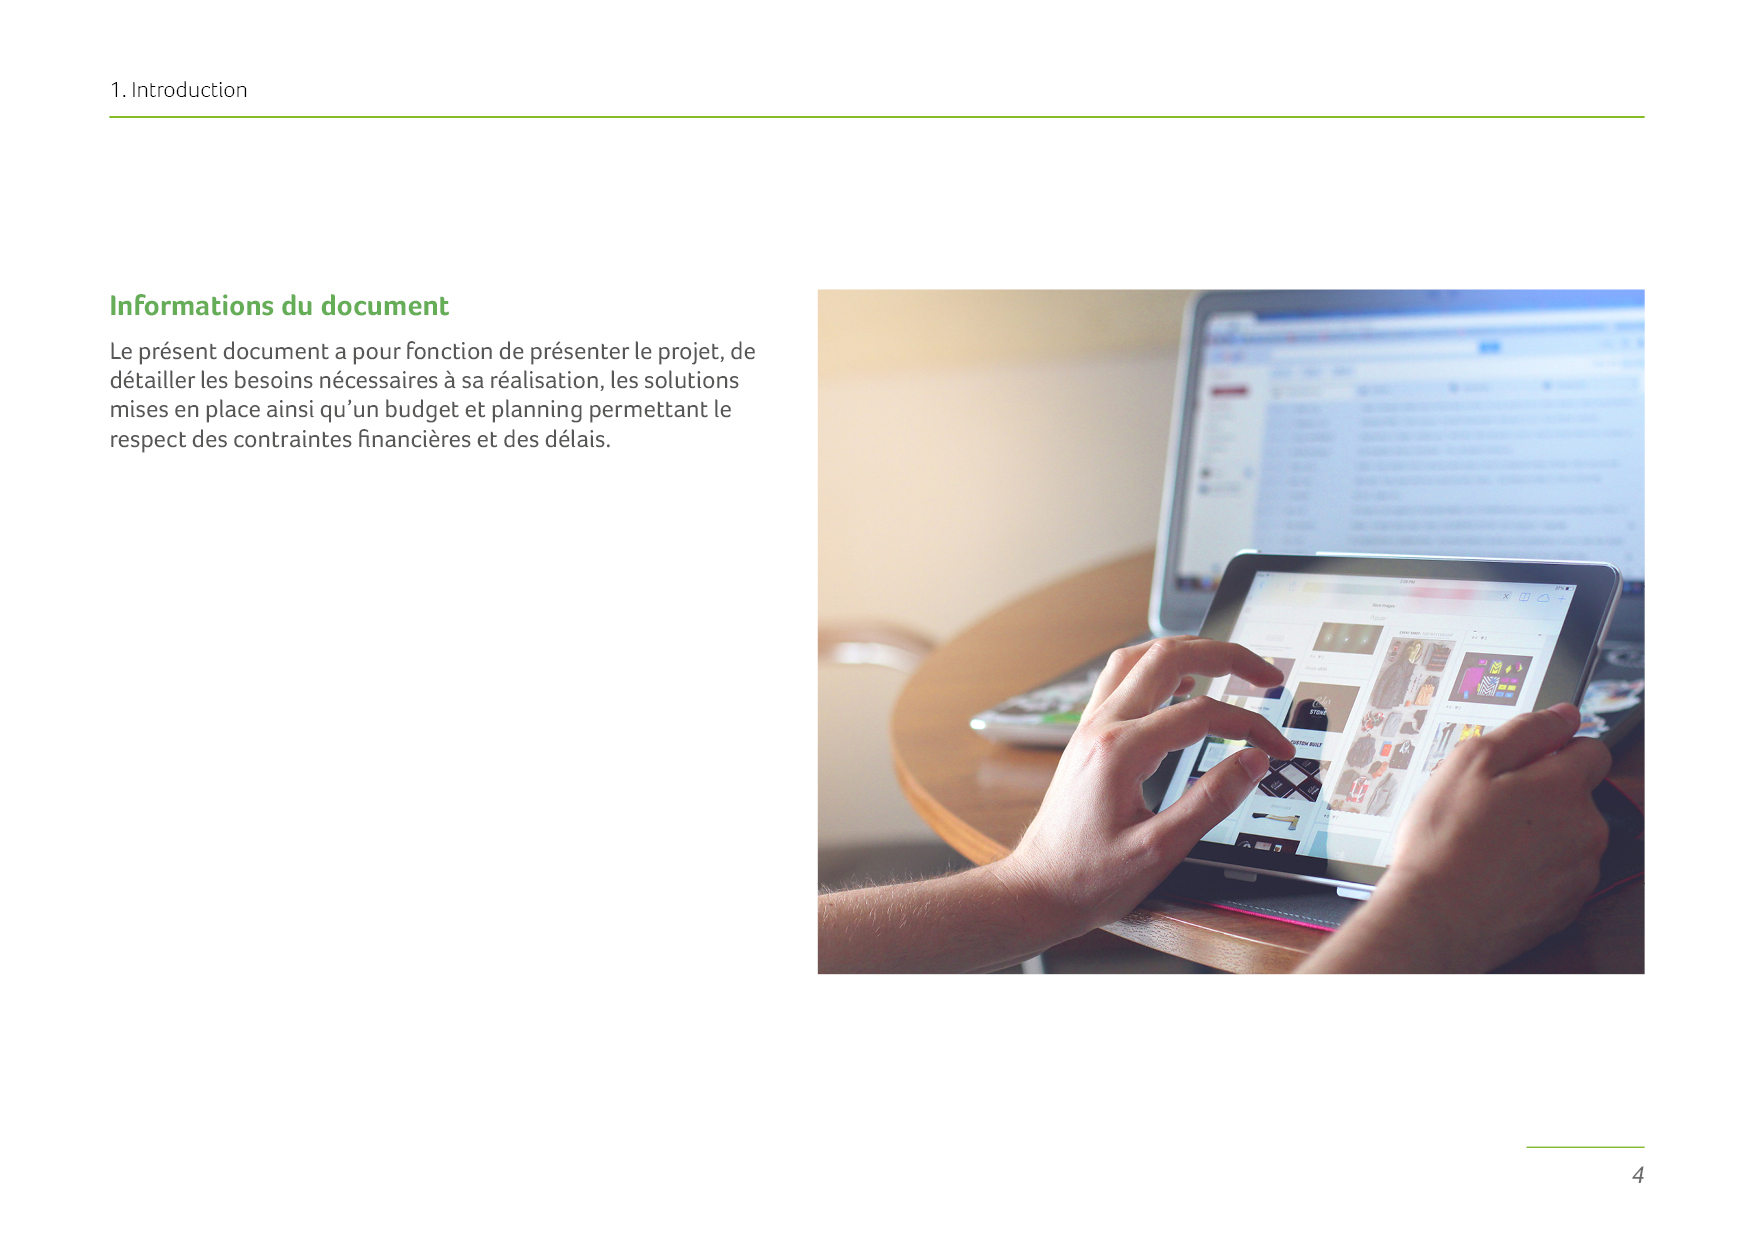 1. Introduction
Informations du document
Le présent document a pour fonction de présenter le projet, de
détailler les besoins nécessaires à sa réalisation, les solutions
mises en place ainsi qu’un budget et planning permettant le
respect des contraintes financières et des délais.
STONE
CUSTOM BUILT
4